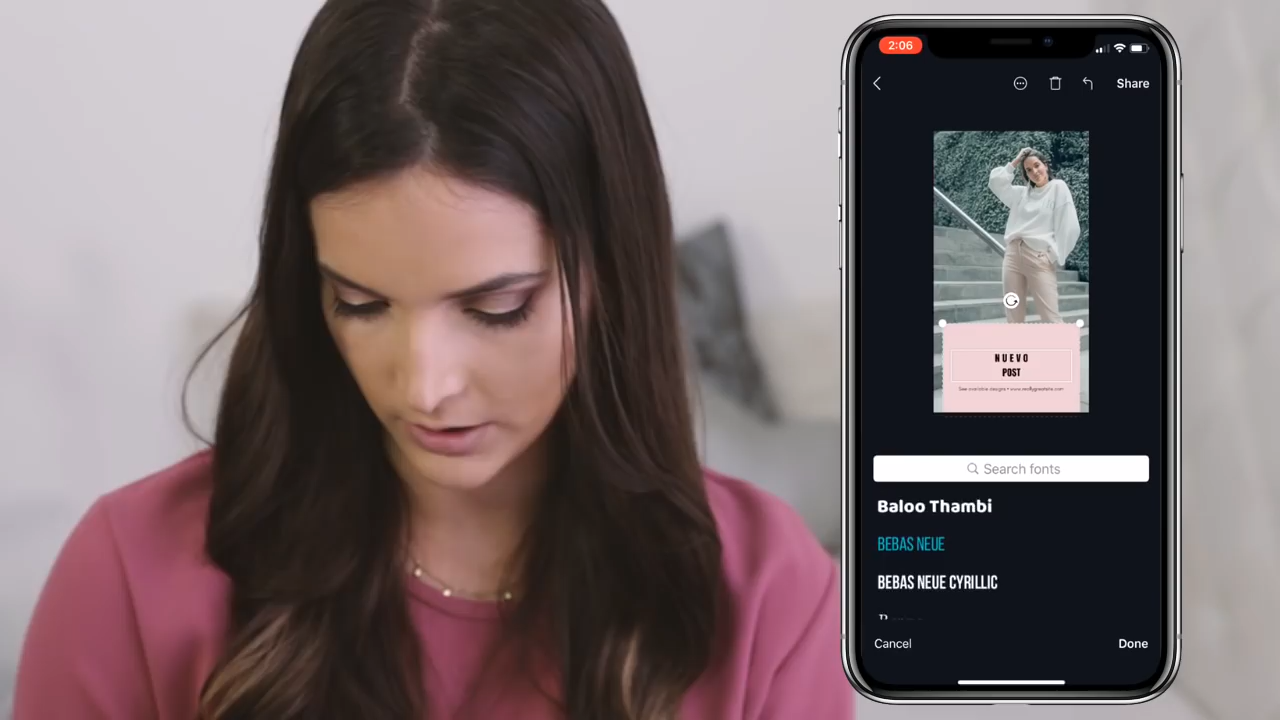 2:06
Share
NUEVO
POST
Search fonts
Baloo Thambi
BEBAS NEUE
BEBAS NEUE CYRILLIC
Cancel
Done